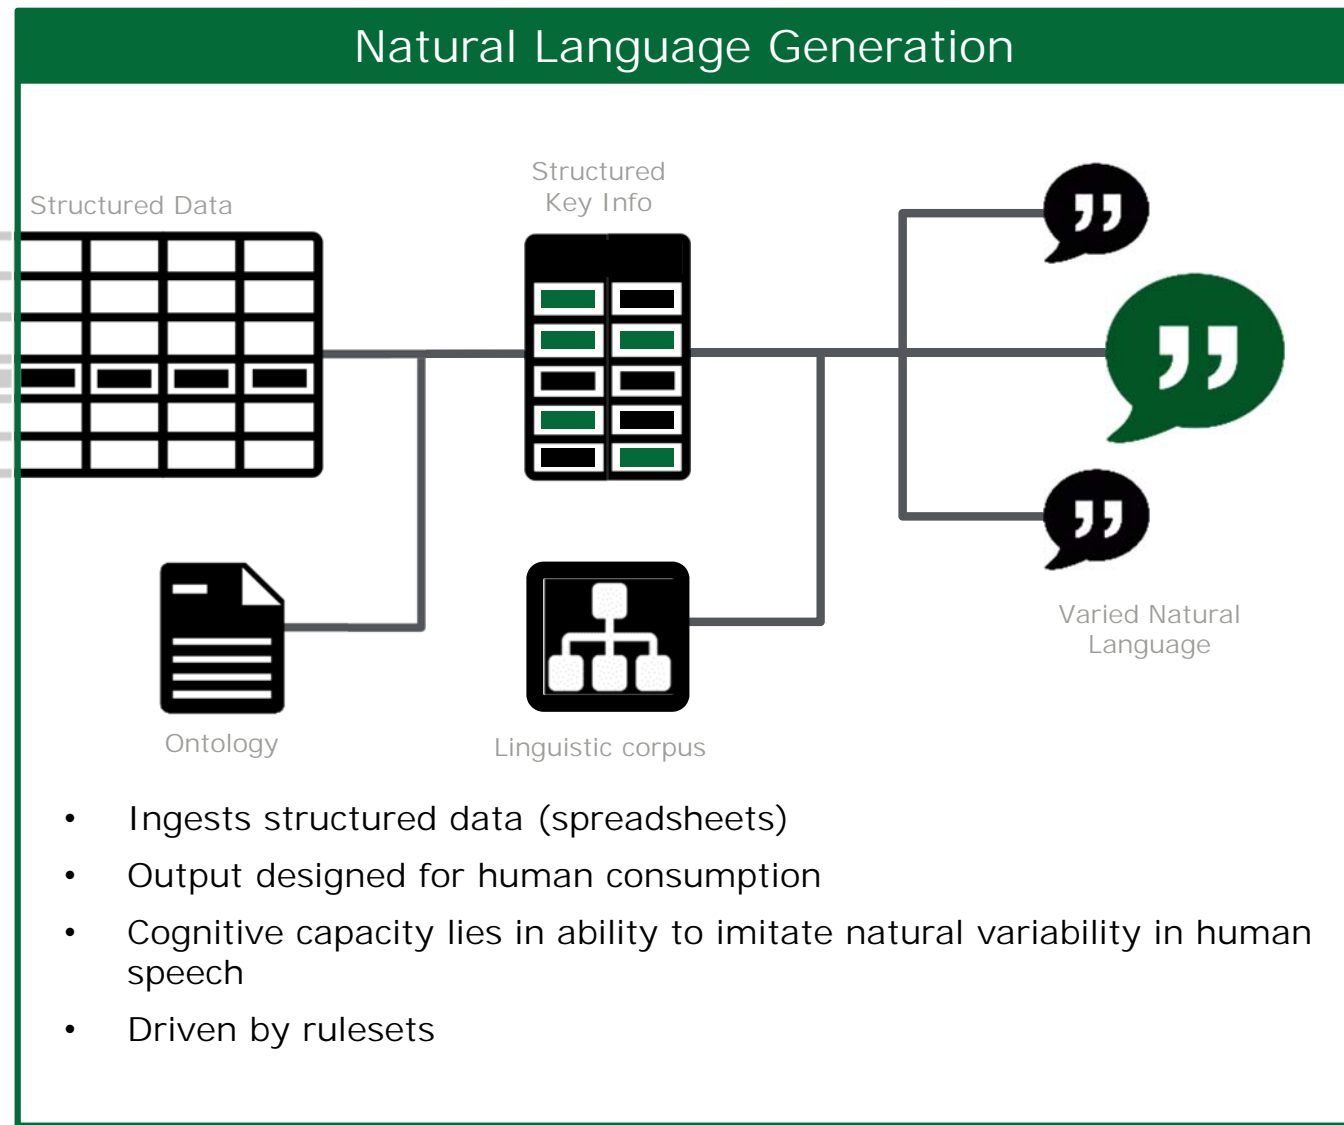 Natural Language Generation
Structured Data
Structured
Key Info
Ontology
Linguistic corpus
Varied Natural
Language
• Ingests structured data (spreadsheets)
• Output designed for human consumption
• Cognitive capacity lies in ability to imitate natural variability in human
speech
• Driven by rulesets